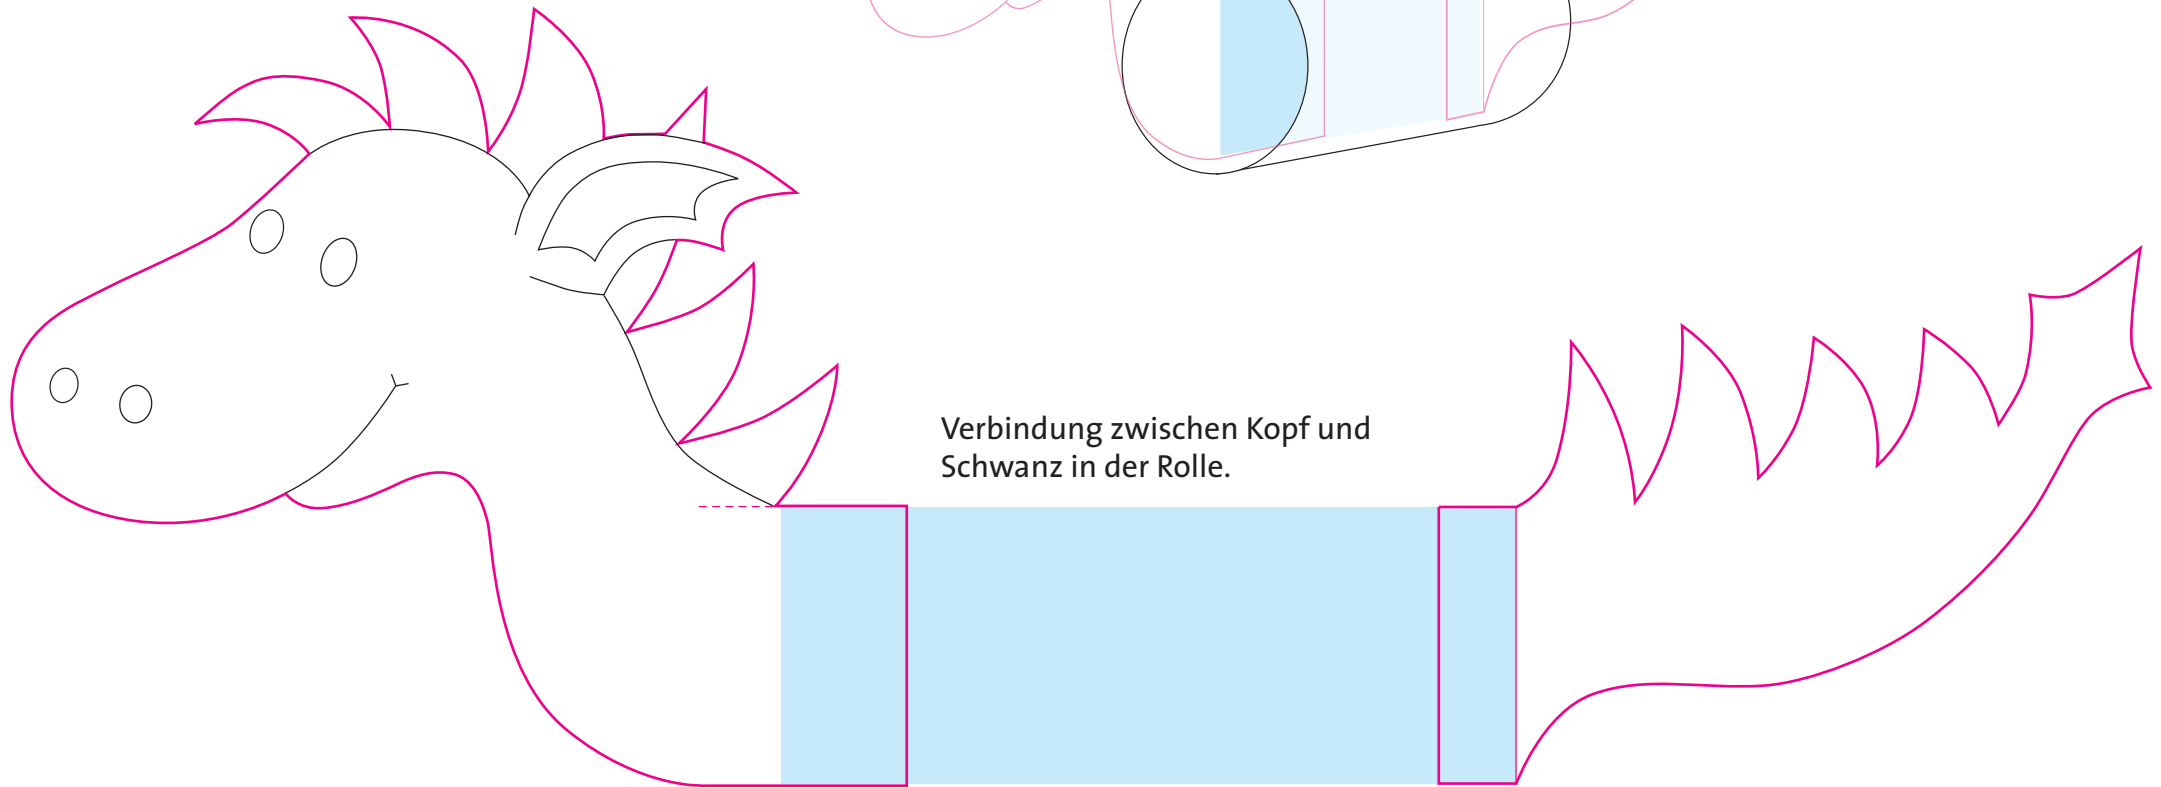 Verbindung zwischen Kopf und
Schwanz in der Rolle.